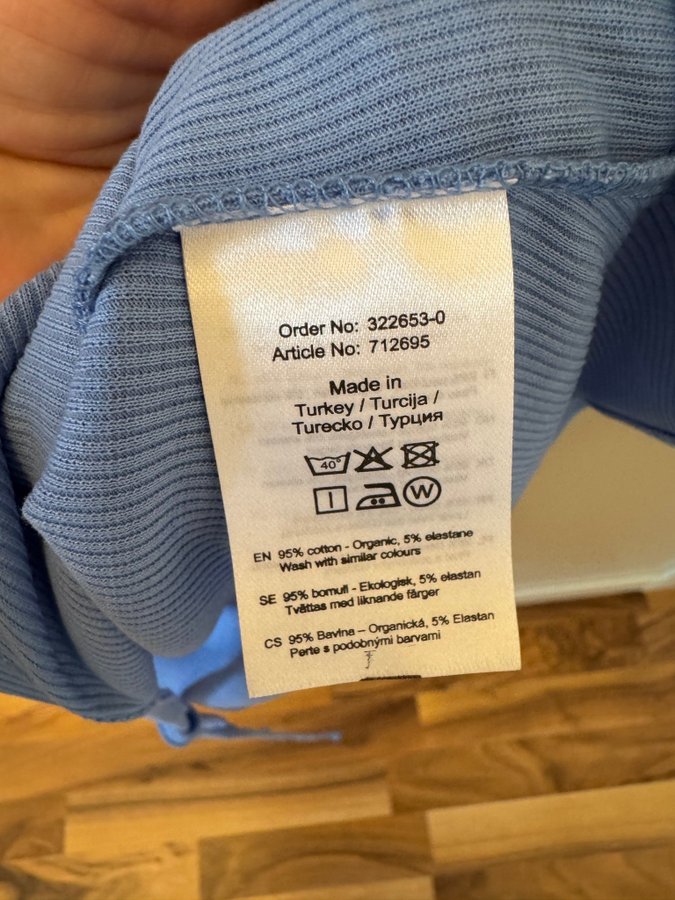 Order No: 322653-0
Article No: 712695
Made in
Turkey / Turcija /
Turecko / Турция
40°
W
EN 95% cotton - Organic, 5% elastane
Wash with similar colours
SE 95% bomull - Ekologisk, 5% elastan
Tvättas med liknande färger
CS 95% Bavlna – Organická, 5% Elastan
Perte s podobnými barvami